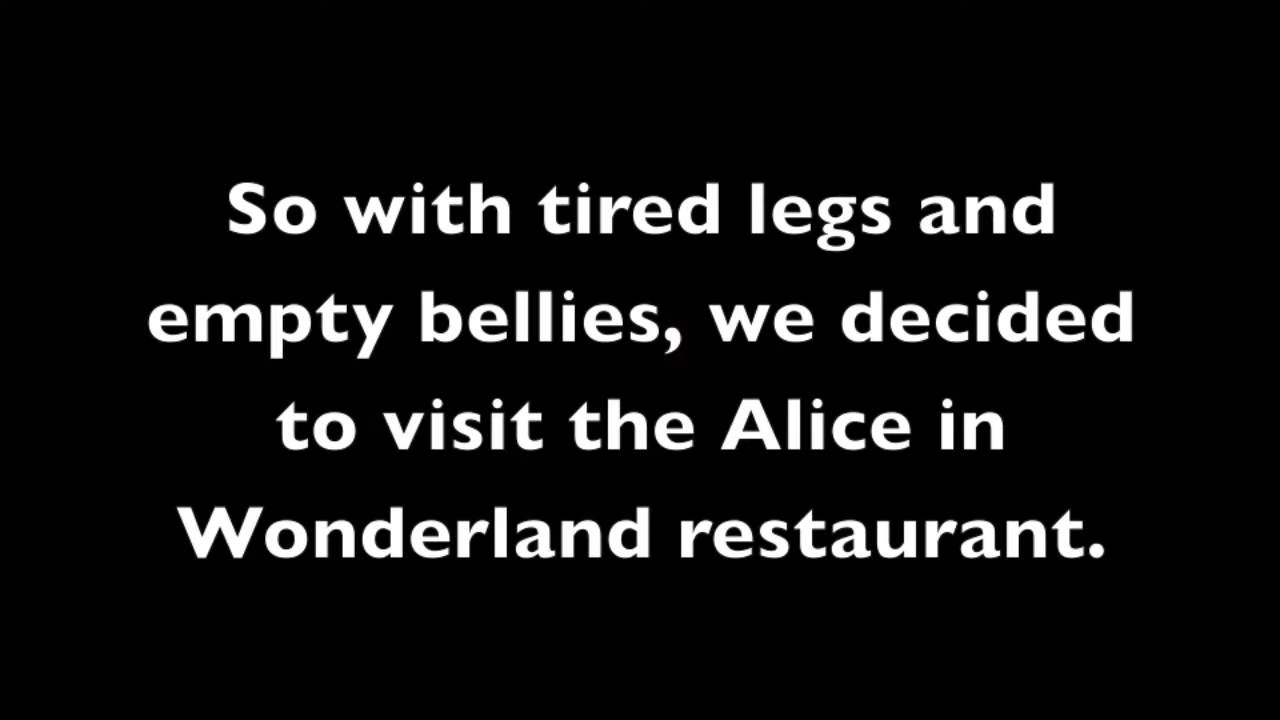 So with tired legs and
empty bellies, we decided
to visit the Alice in
Wonderland restaurant.